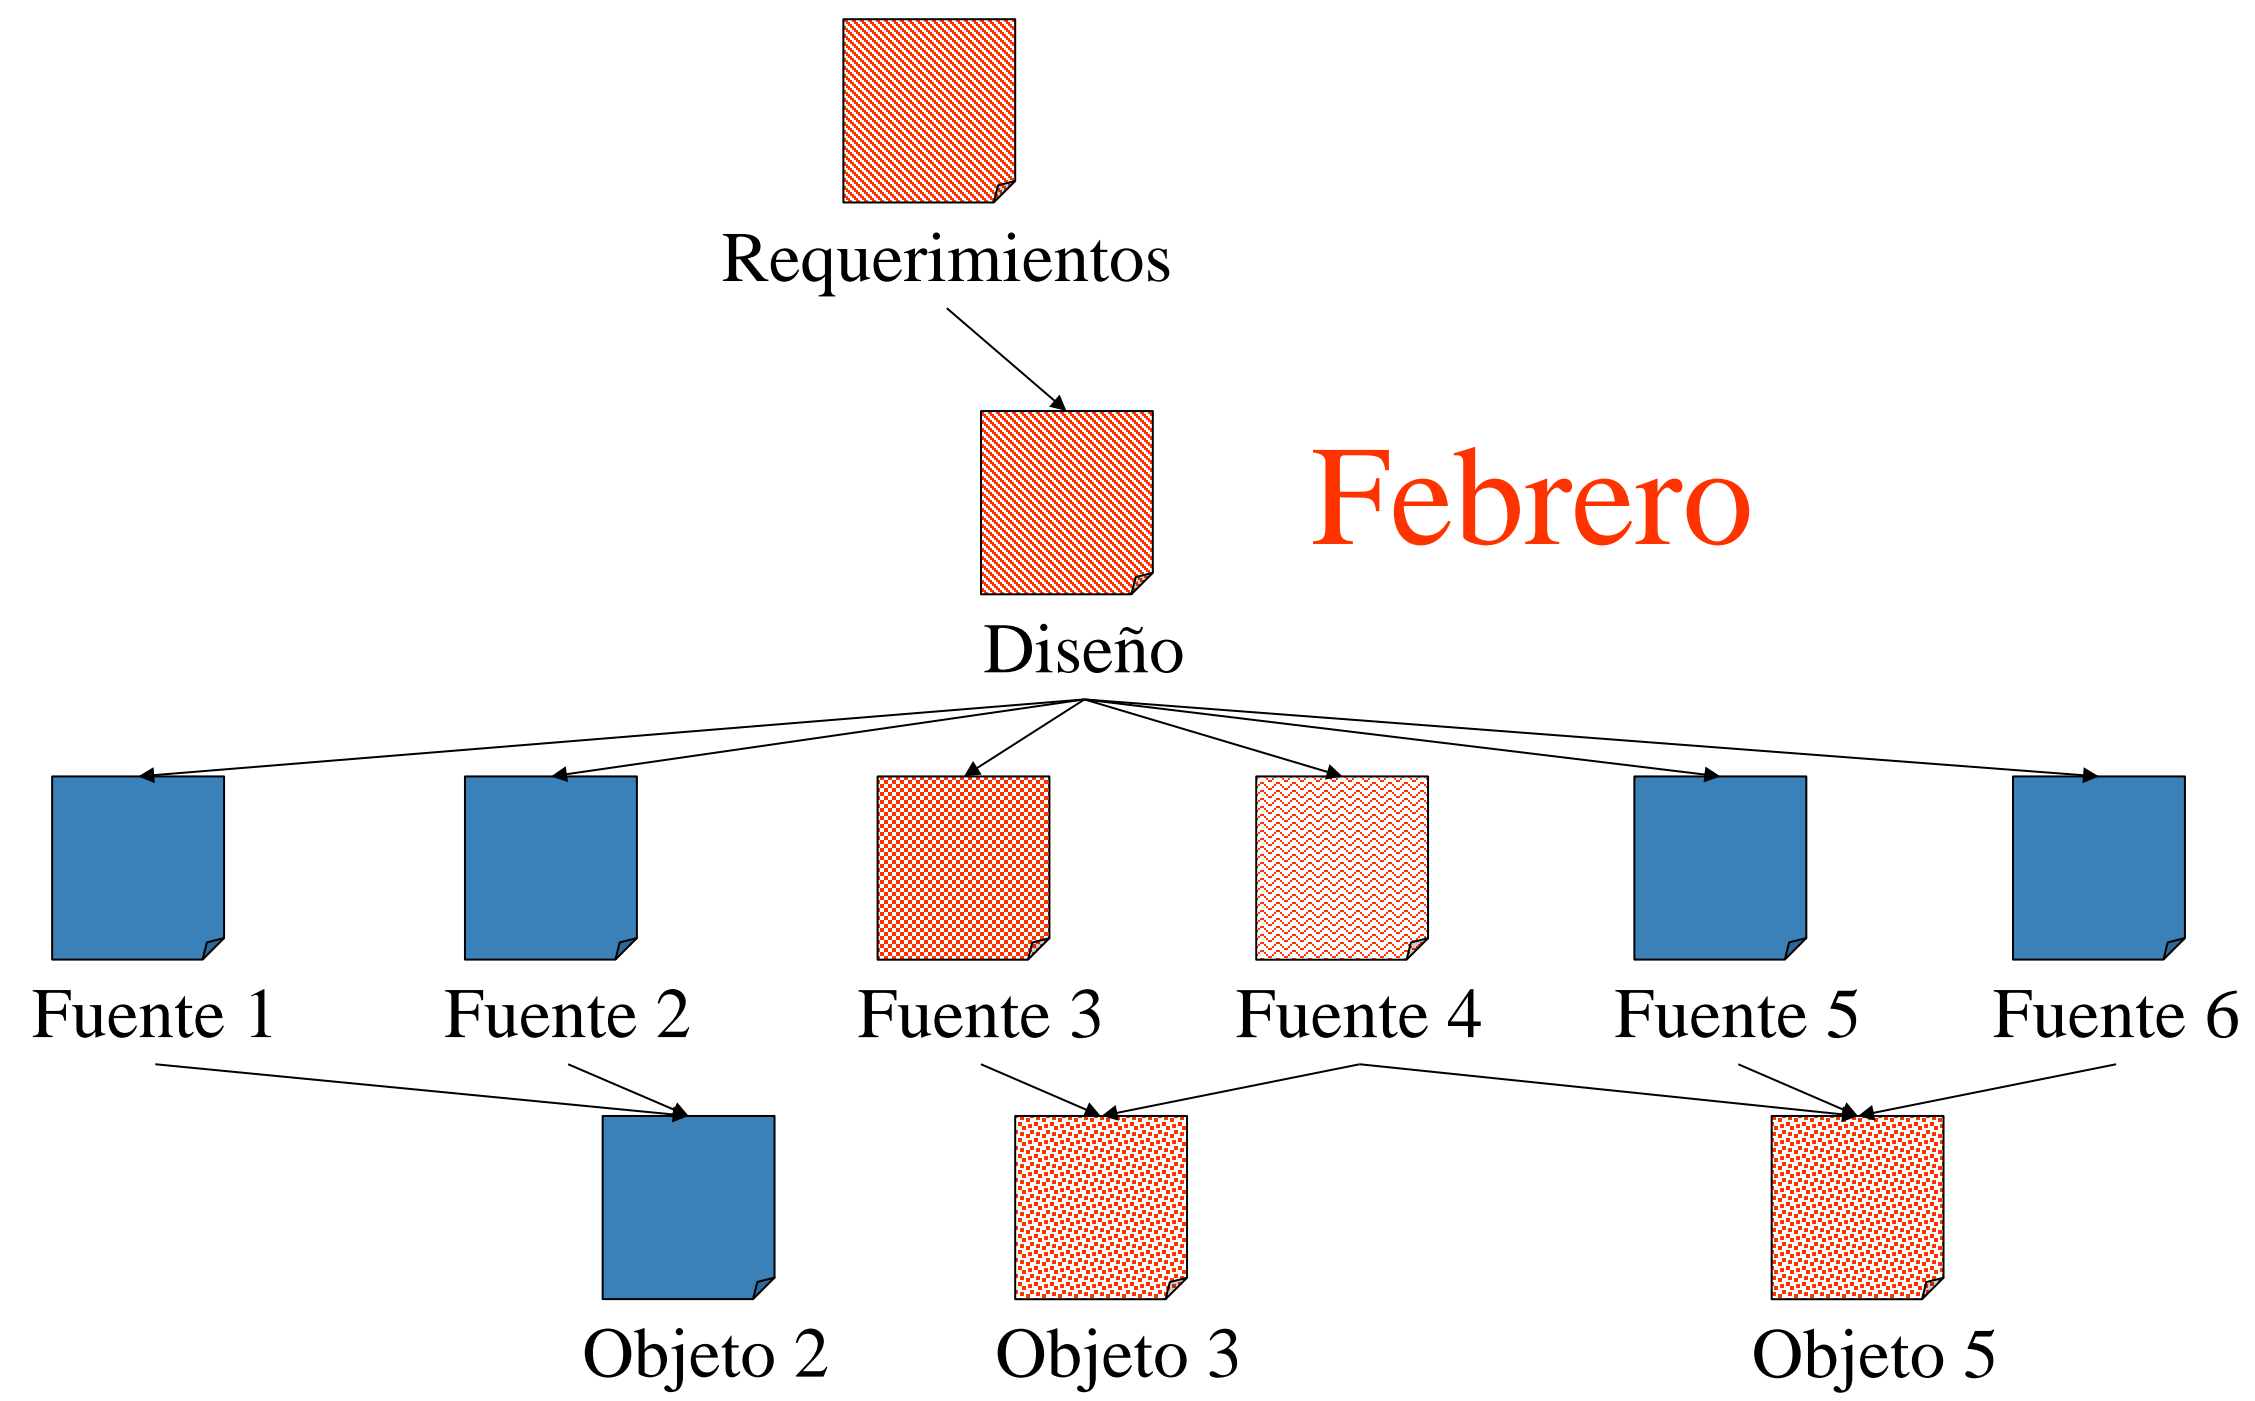 Requerimientos
Febrero
Diseño
Fuente 1
Fuente 2
Fuente 3
Fuente 4
Fuente 5
Fuente 6
Objeto 2
Objeto 3
Objeto 5